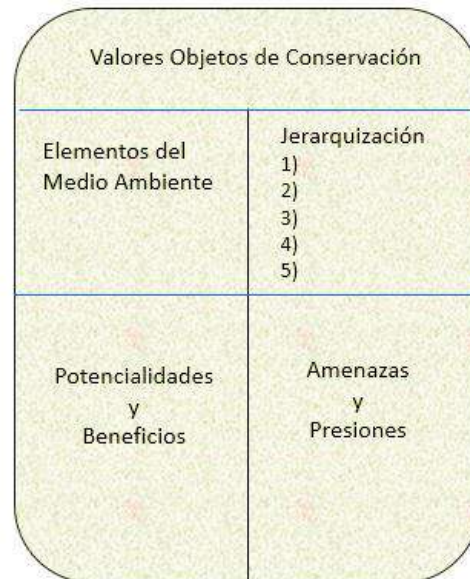 Valores Objetos de Conservación
Elementos del
Medio Ambiente
Jerarquización
1)
2)
3)
4)
5)
Potencialidades
y
Beneficios
Amenazas
y
Presiones